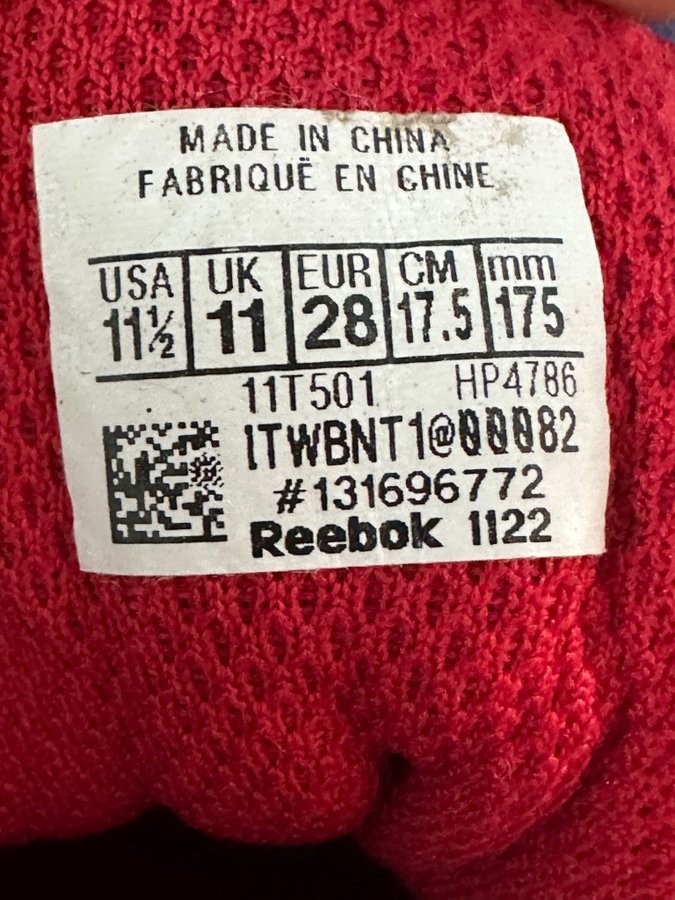 MADE IN CHINA
FABRIQUË EN CHINE
USA UK EUR CM mm
11½ 11 28 17.5 175
11T501 HP4786
ITWBNT1@00082
#131696772
Reebok 1122